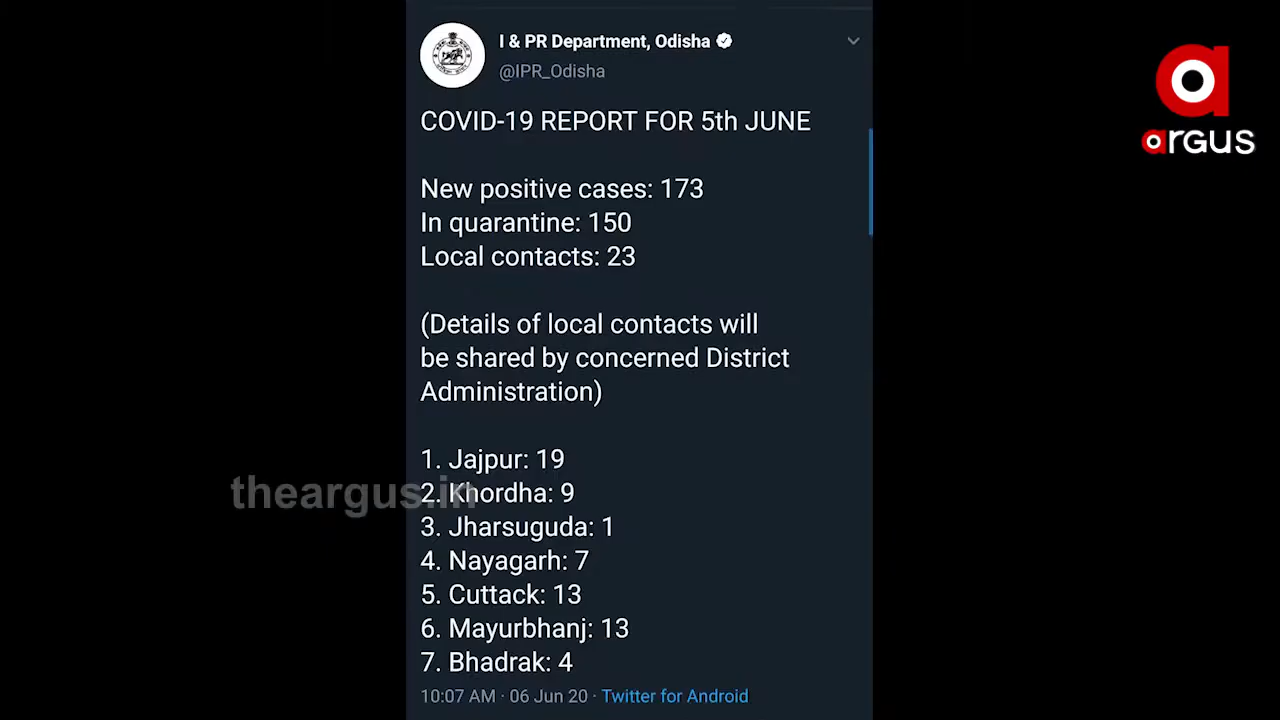 I & PR Department, Odisha
@IPR_Odisha
COVID-19 REPORT FOR 5th JUNE
New positive cases: 173
In quarantine: 150
Local contacts: 23
(Details of local contacts will
be shared by concerned District
Administration)
1. Jajpur: 19
2. Khordha: 9
3. Jharsuguda: 1
4. Nayagarh: 7
5. Cuttack: 13
6. Mayurbhanj: 13
7. Bhadrak: 4
10:07 AM · 06 Jun 20 · Twitter for Android
argus
theargus.in